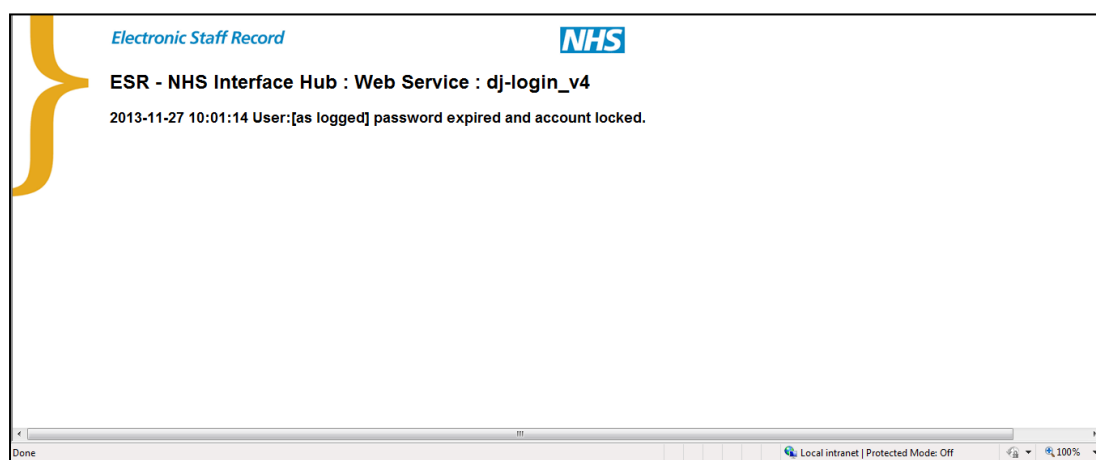 Electronic Staff Record
NHS
ESR - NHS Interface Hub : Web Service : dj-login_v4
2013-11-27 10:01:14 User:[as logged] password expired and account locked.
Done
Local intranet | Protected Mode: Off
100%